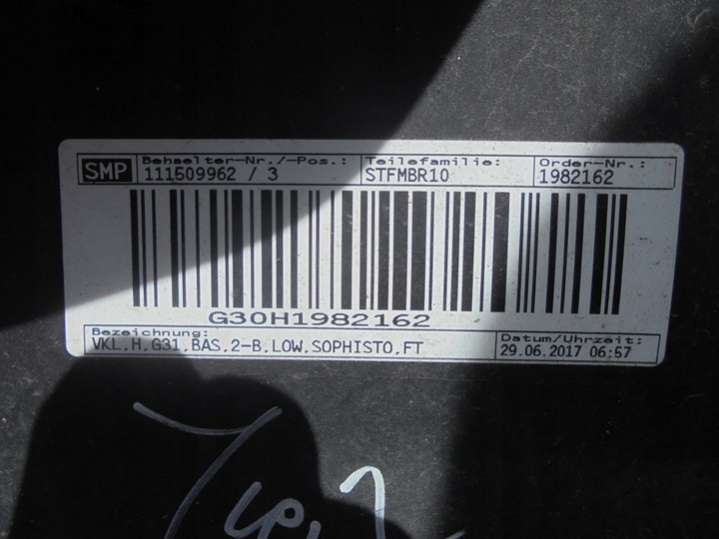 SMP Behaelter-Nr./-Pos.: Teilefamilie: Order-Nr.:
111509962 / 3 STFMBR10 1982162
G30H1982162
Bezeichnung: Datum/Uhrzeit:
VKL,H,G31,BAS,2-B,LOW,SOPHISTO,FT 29.06.2017 06:57